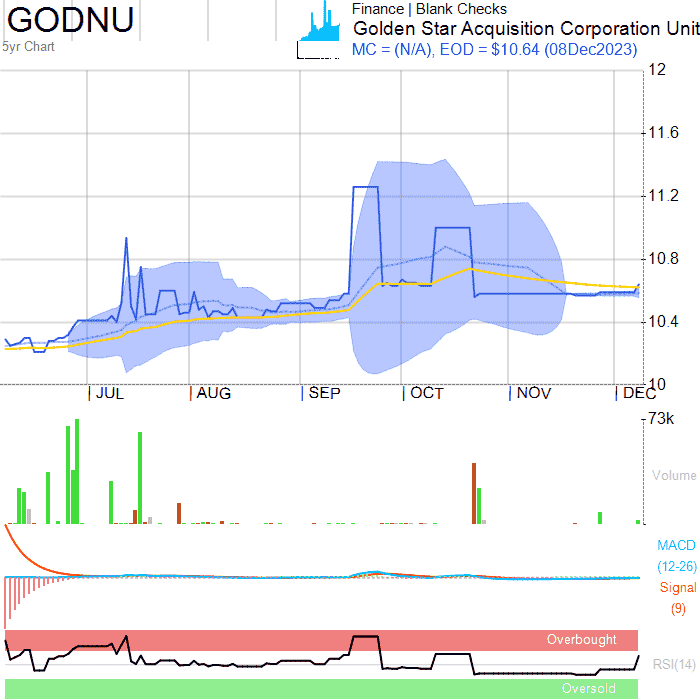 GODNU
5yr Chart
Finance | Blank Checks
Golden Star Acquisition Corporation Unit
MC = (N/A), EOD = $10.64 (08Dec2023)
12
11.6
11.2
10.8
10.4
10
JUL AUG SEP OCT NOV DEC
73k
Volume
MACD
(12-26)
Signal
(9)
Overbought
RSI(14)
Oversold